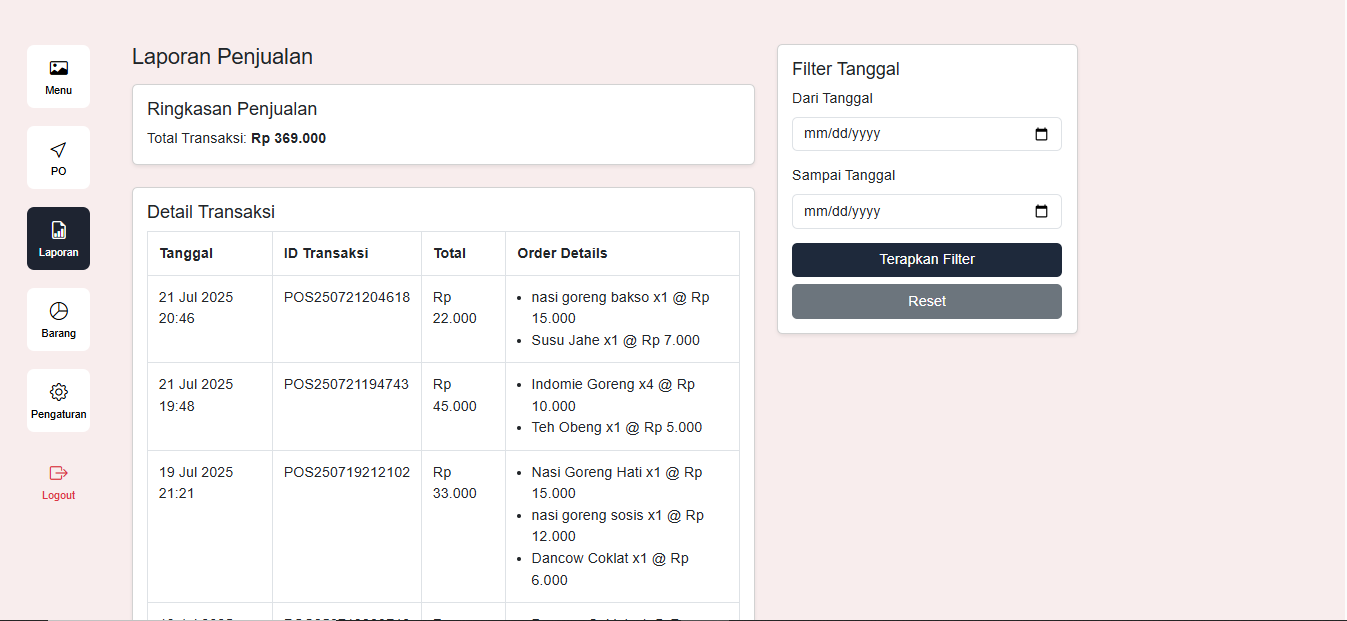 Menu
PO
Laporan
Barang
Pengaturan
Logout
Laporan Penjualan
Ringkasan Penjualan
Total Transaksi: Rp 369.000
Detail Transaksi
Tanggal ID Transaksi Total Order Details
21 Jul 2025 POS250721204618 Rp • nasi goreng bakso x1 @ Rp
20:46 22.000 15.000
• Susu Jahe x1 @ Rp 7.000
21 Jul 2025 POS250721194743 Rp • Indomie Goreng x4 @ Rp
19:48 45.000 10.000
• Teh Obeng x1 @ Rp 5.000
19 Jul 2025 POS250719212102 Rp • Nasi Goreng Hati x1 @ Rp
21:21 33.000 15.000
• nasi goreng sosis x1 @ Rp
12.000
• Dancow Coklat x1 @ Rp
6.000
Filter Tanggal
Dari Tanggal
mm/dd/yyyy
Sampai Tanggal
mm/dd/yyyy
Terapkan Filter
Reset